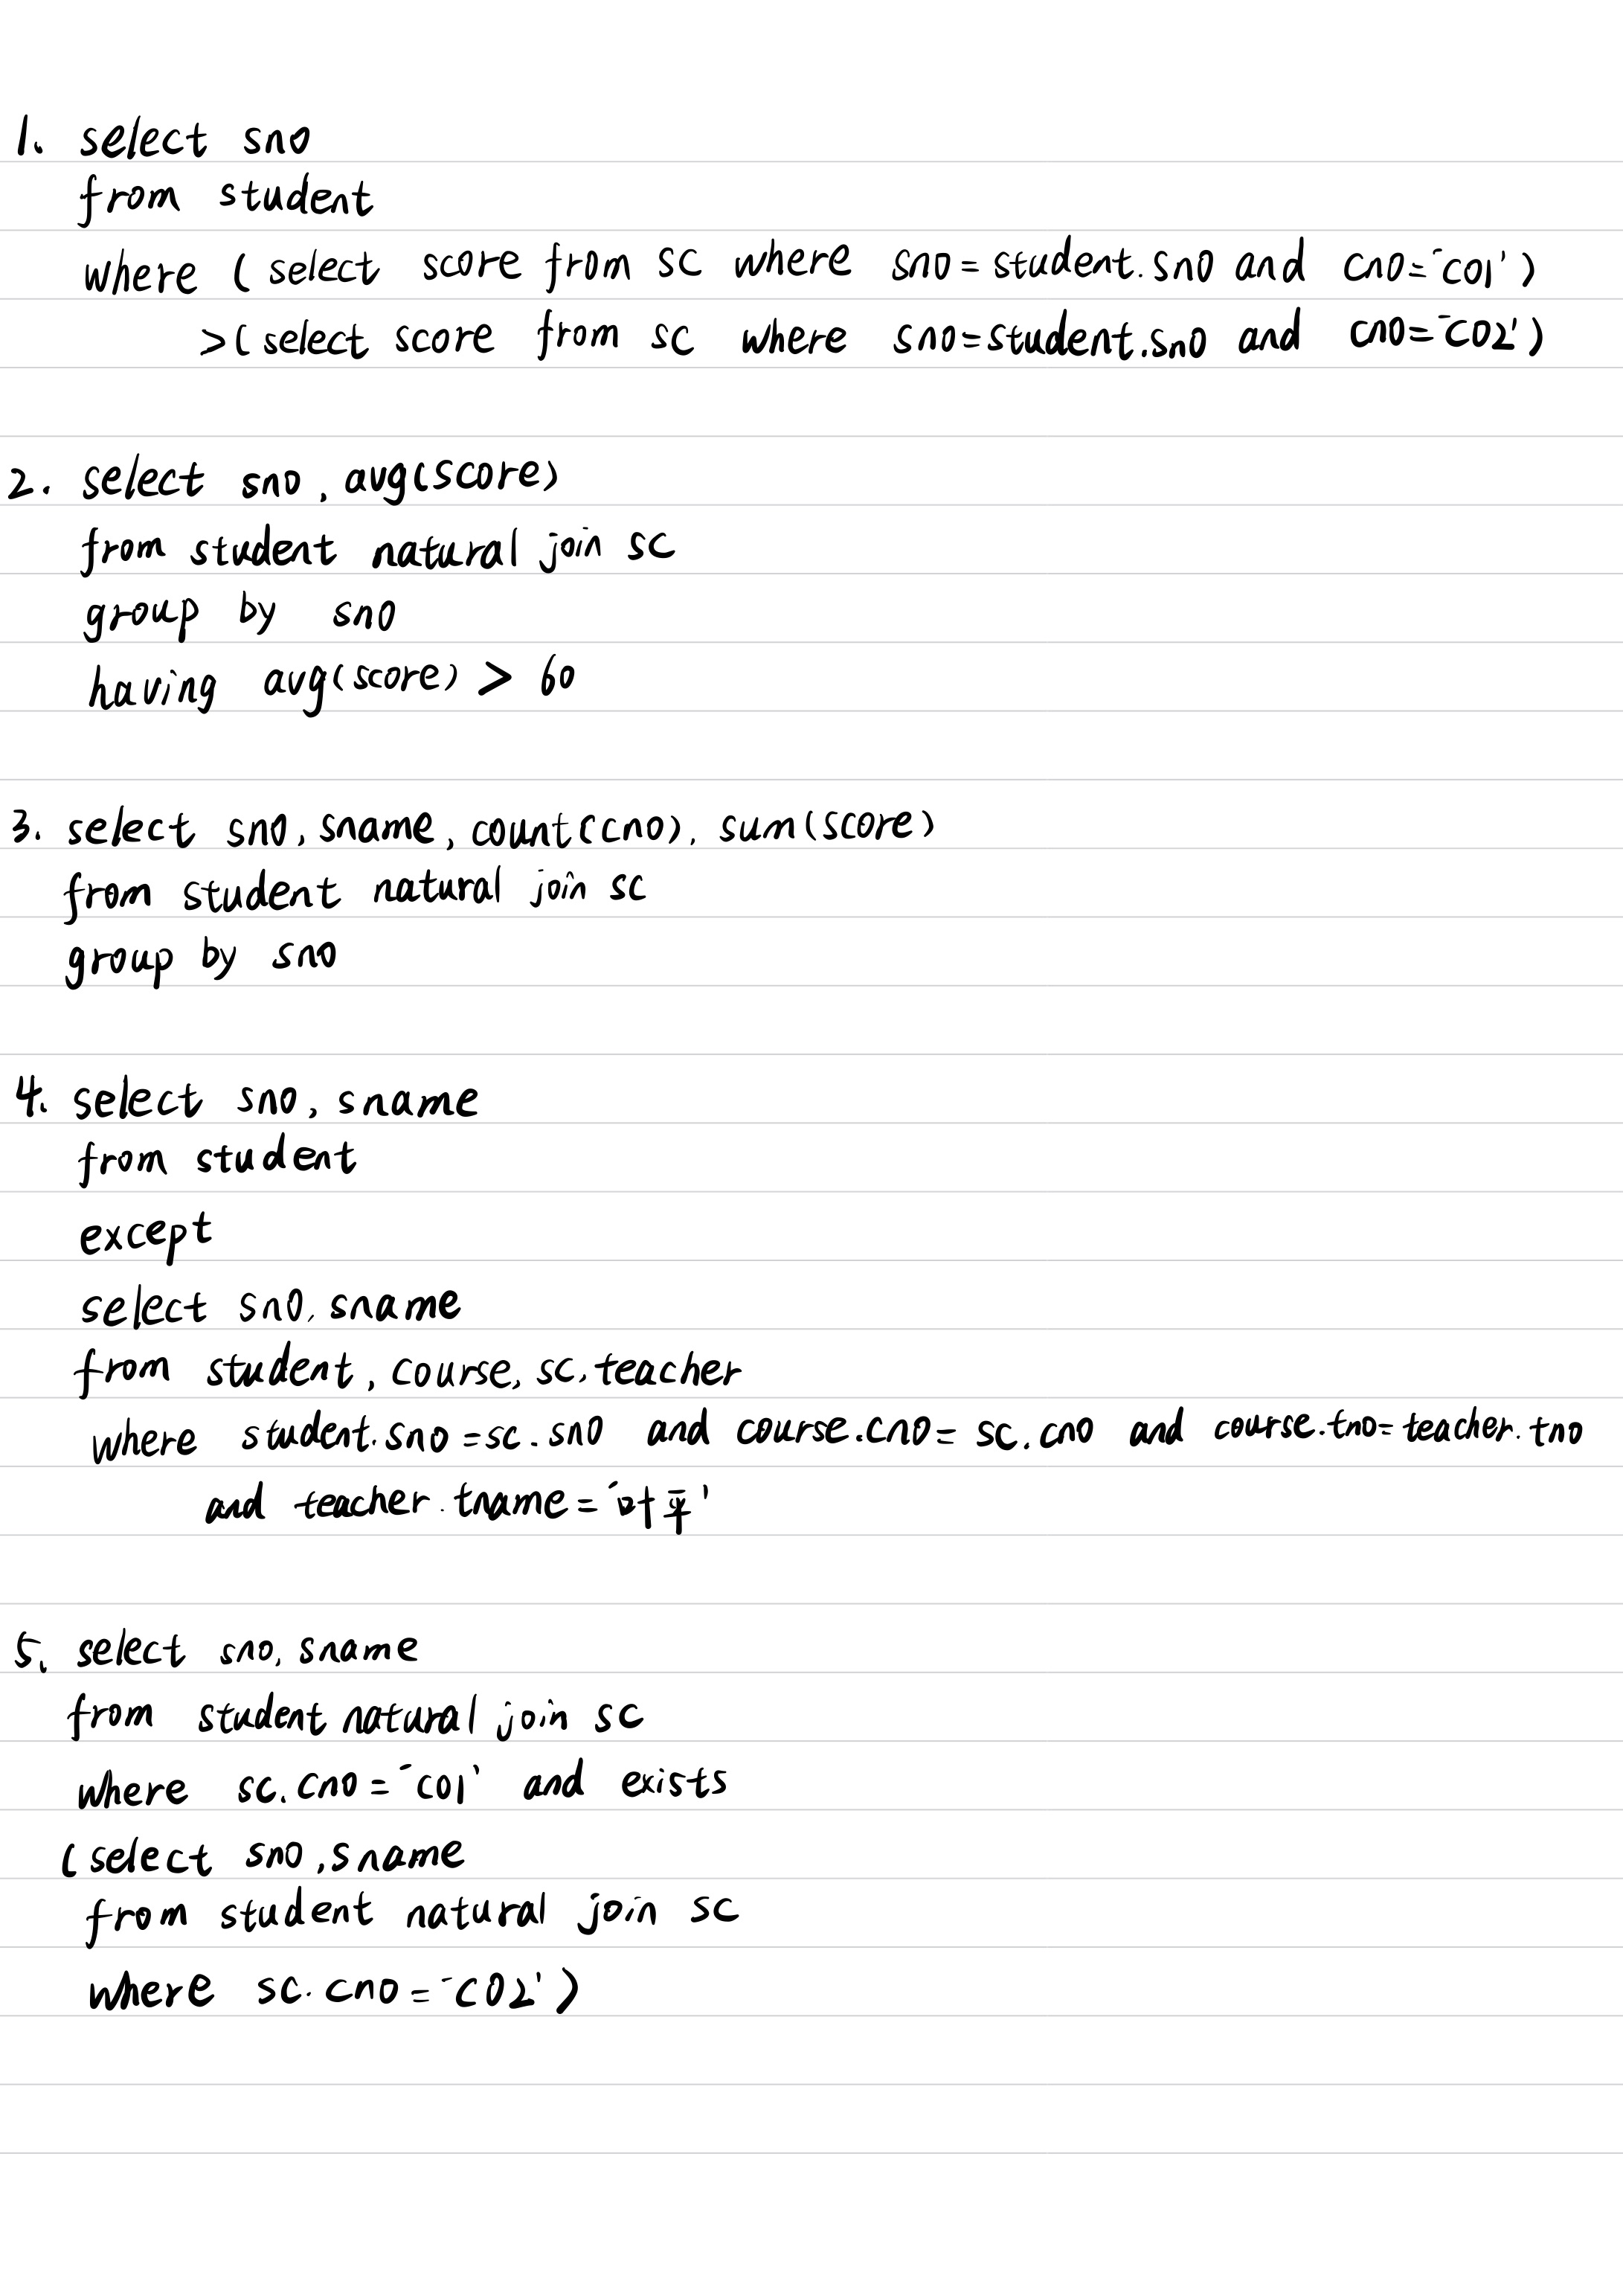 1. select sno
from student
where (select score from sc where sno=student.sno and cno='c01')
>(select score from sc where sno=student.sno and cno='c02')
2. select sno, avg(score)
from student natural join sc
group by sno
having avg(score) > 60
3. select sno, sname, count(cno), sum(score)
from student natural join sc
group by sno
4. select sno, sname
from student
except
select sno, sname
from student, course, sc, teacher
where student.sno=sc.sno and course.cno=sc.cno and course.tno=teacher.tno
and teacher.tname='叶平'
5. select sno, sname
from student natural join sc
where sc.cno='c01' and exists
(select sno, sname
from student natural join sc
where sc.cno='c02')